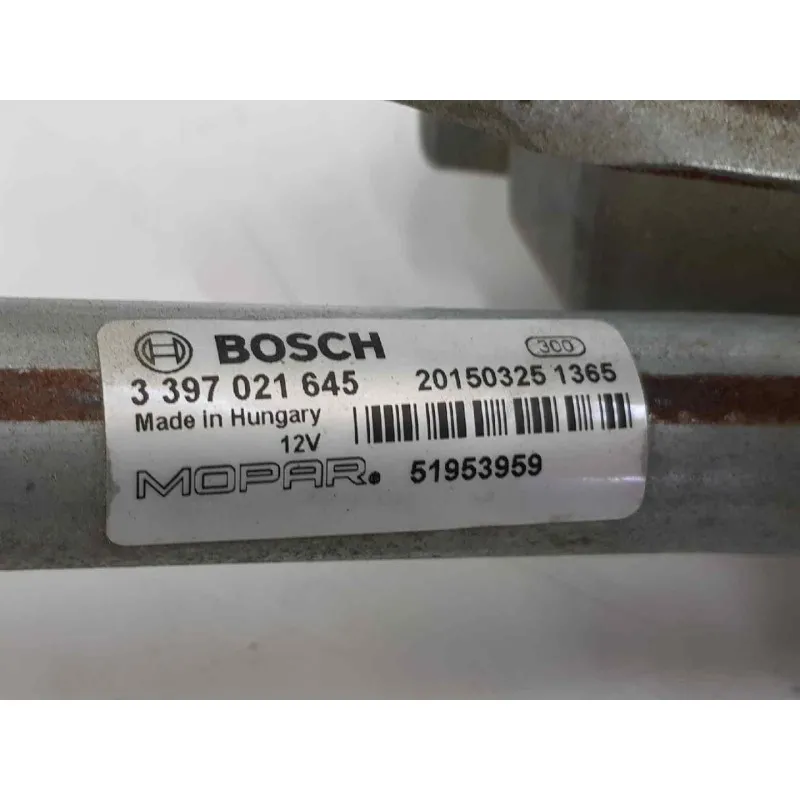 BOSCH 300
3 397 021 645 20150325 1365
Made in Hungary
12V
MOPAR® 51953959